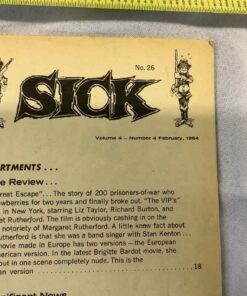 No. 26
SICK
Volume 4 – Number 4 February, 1964
ARTMENTS . . .
e Review . . .
reat Escape". . . The story of 200 prisoners-of-war who
wberries for two years and finally broke out. "The VIP's"
in New York, starring Liz Taylor, Richard Burton, and
et Rutherford. The film is obviously cashing in on the
notoriety of Margaret Rutherford. A little know fact about
utherford is that she was a band singer with Stan Kenton . . .
movie made in Europe has two versions – the European
merican version. In the latest Brigitte Bardot movie, she
out in one scene completely nude. This is the
an version . . . 18
nificant News